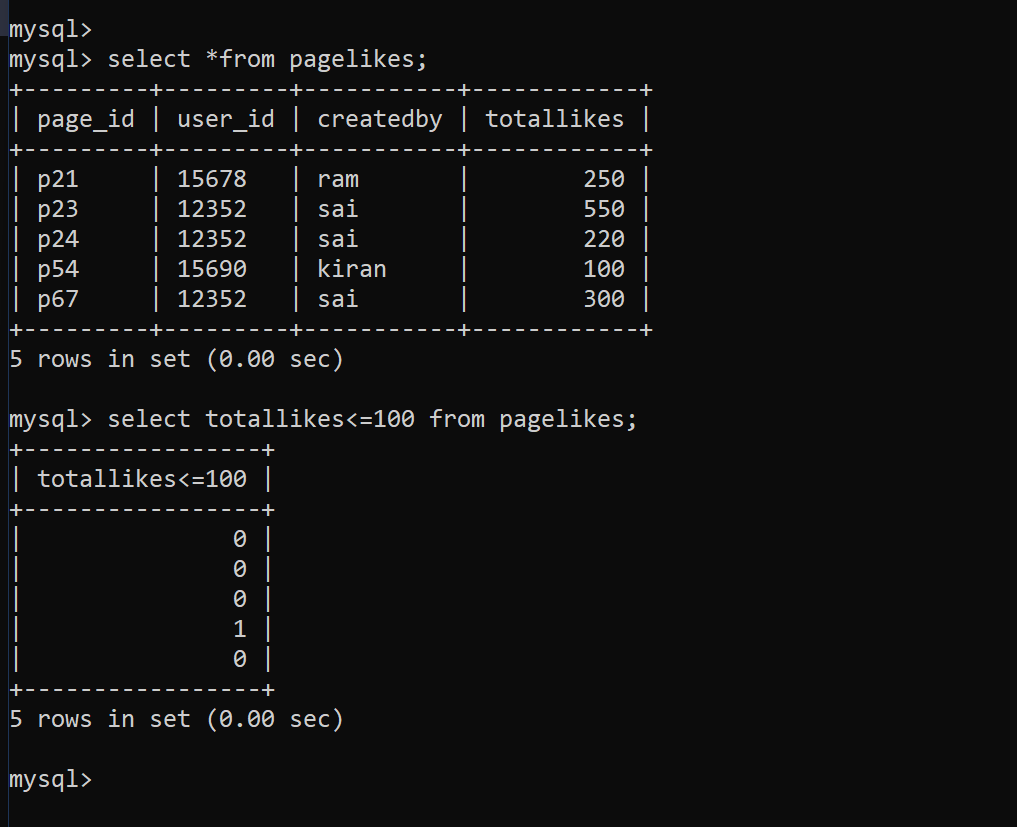 mysql>
mysql> select *from pagelikes;
+---------+---------+-----------+------------+
| page_id | user_id | createdby | totallikes |
+---------+---------+-----------+------------+
| p21     | 15678   | ram       |        250 |
| p23     | 12352   | sai       |        550 |
| p24     | 12352   | sai       |        220 |
| p54     | 15690   | kiran     |        100 |
| p67     | 12352   | sai       |        300 |
+---------+---------+-----------+------------+
5 rows in set (0.00 sec)

mysql> select totallikes<=100 from pagelikes;
+-----------------+
| totallikes<=100 |
+-----------------+
|               0 |
|               0 |
|               0 |
|               1 |
|               0 |
+-----------------+
5 rows in set (0.00 sec)

mysql>